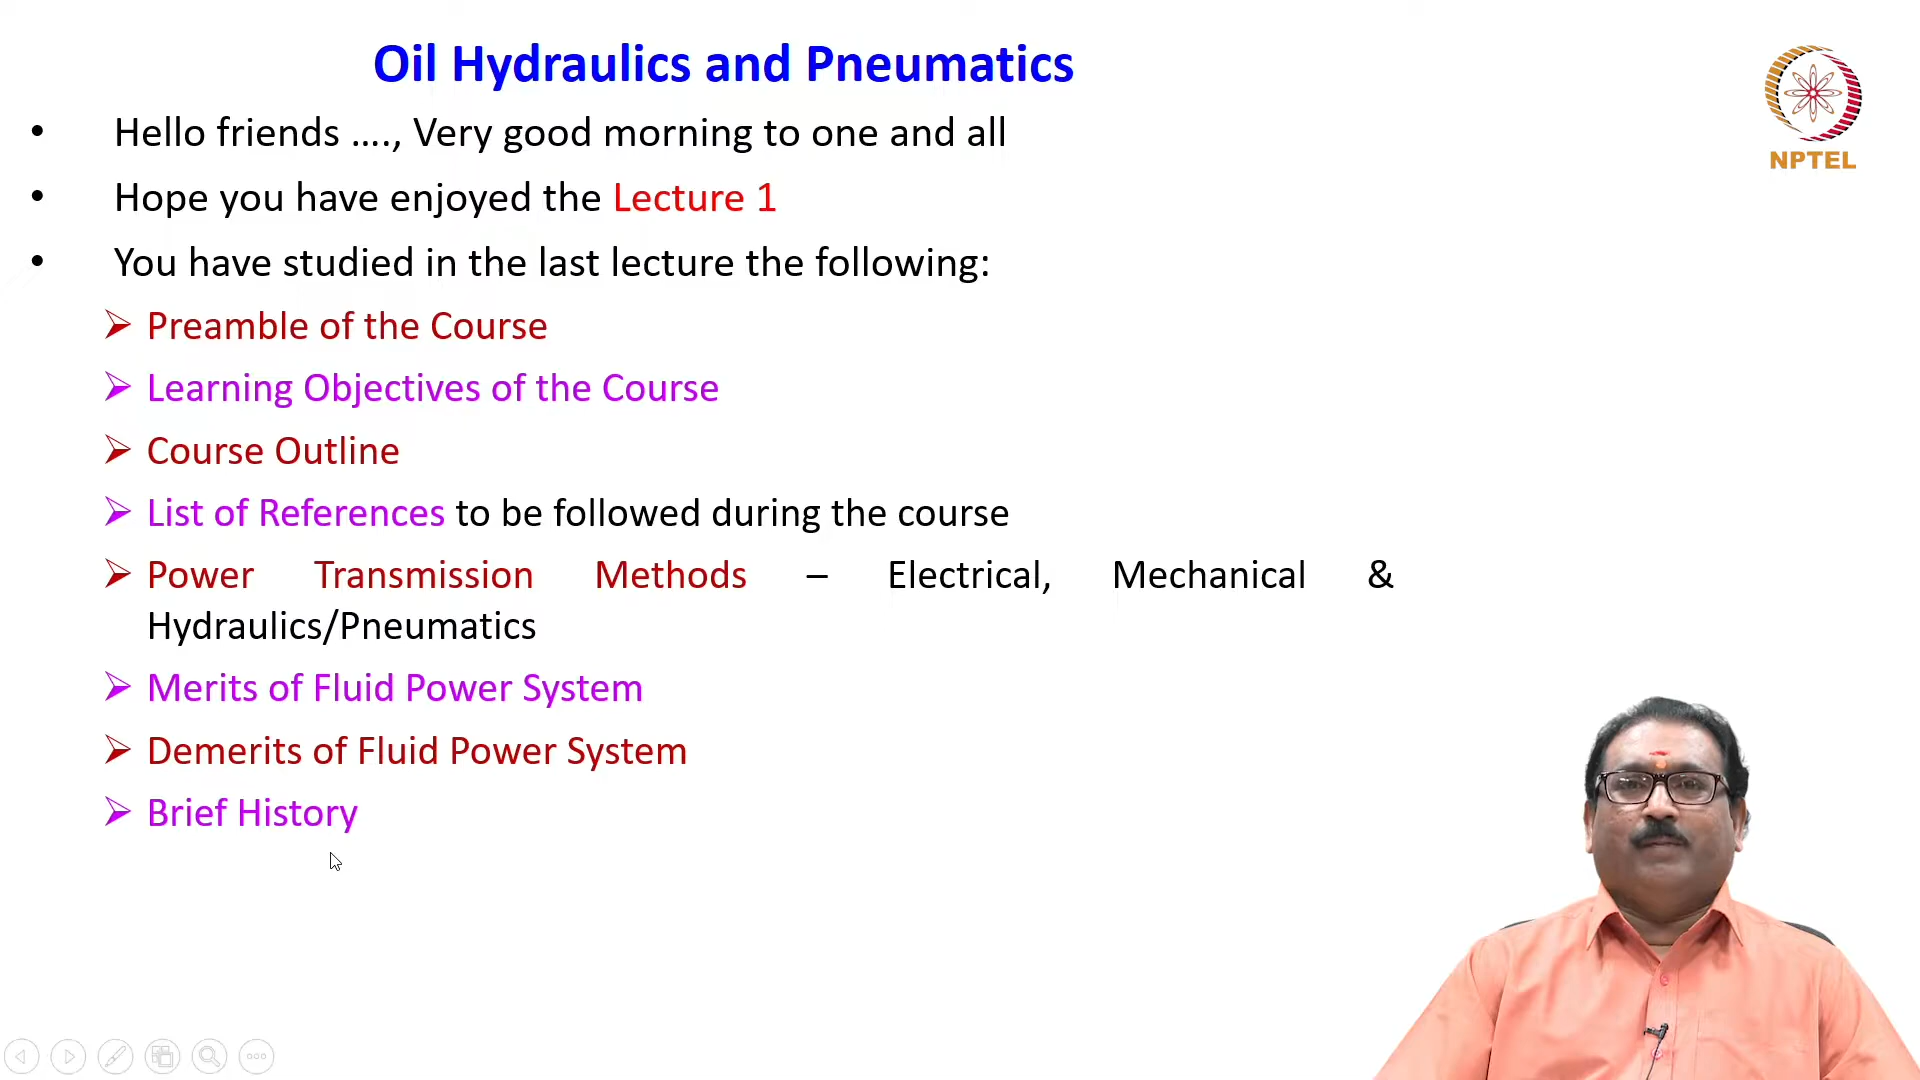 Oil Hydraulics and Pneumatics
NPTEL
• Hello friends ...., Very good morning to one and all
• Hope you have enjoyed the Lecture 1
• You have studied in the last lecture the following:
➢ Preamble of the Course
➢ Learning Objectives of the Course
➢ Course Outline
➢ List of References to be followed during the course
➢ Power Transmission Methods – Electrical, Mechanical &
Hydraulics/Pneumatics
➢ Merits of Fluid Power System
➢ Demerits of Fluid Power System
➢ Brief History